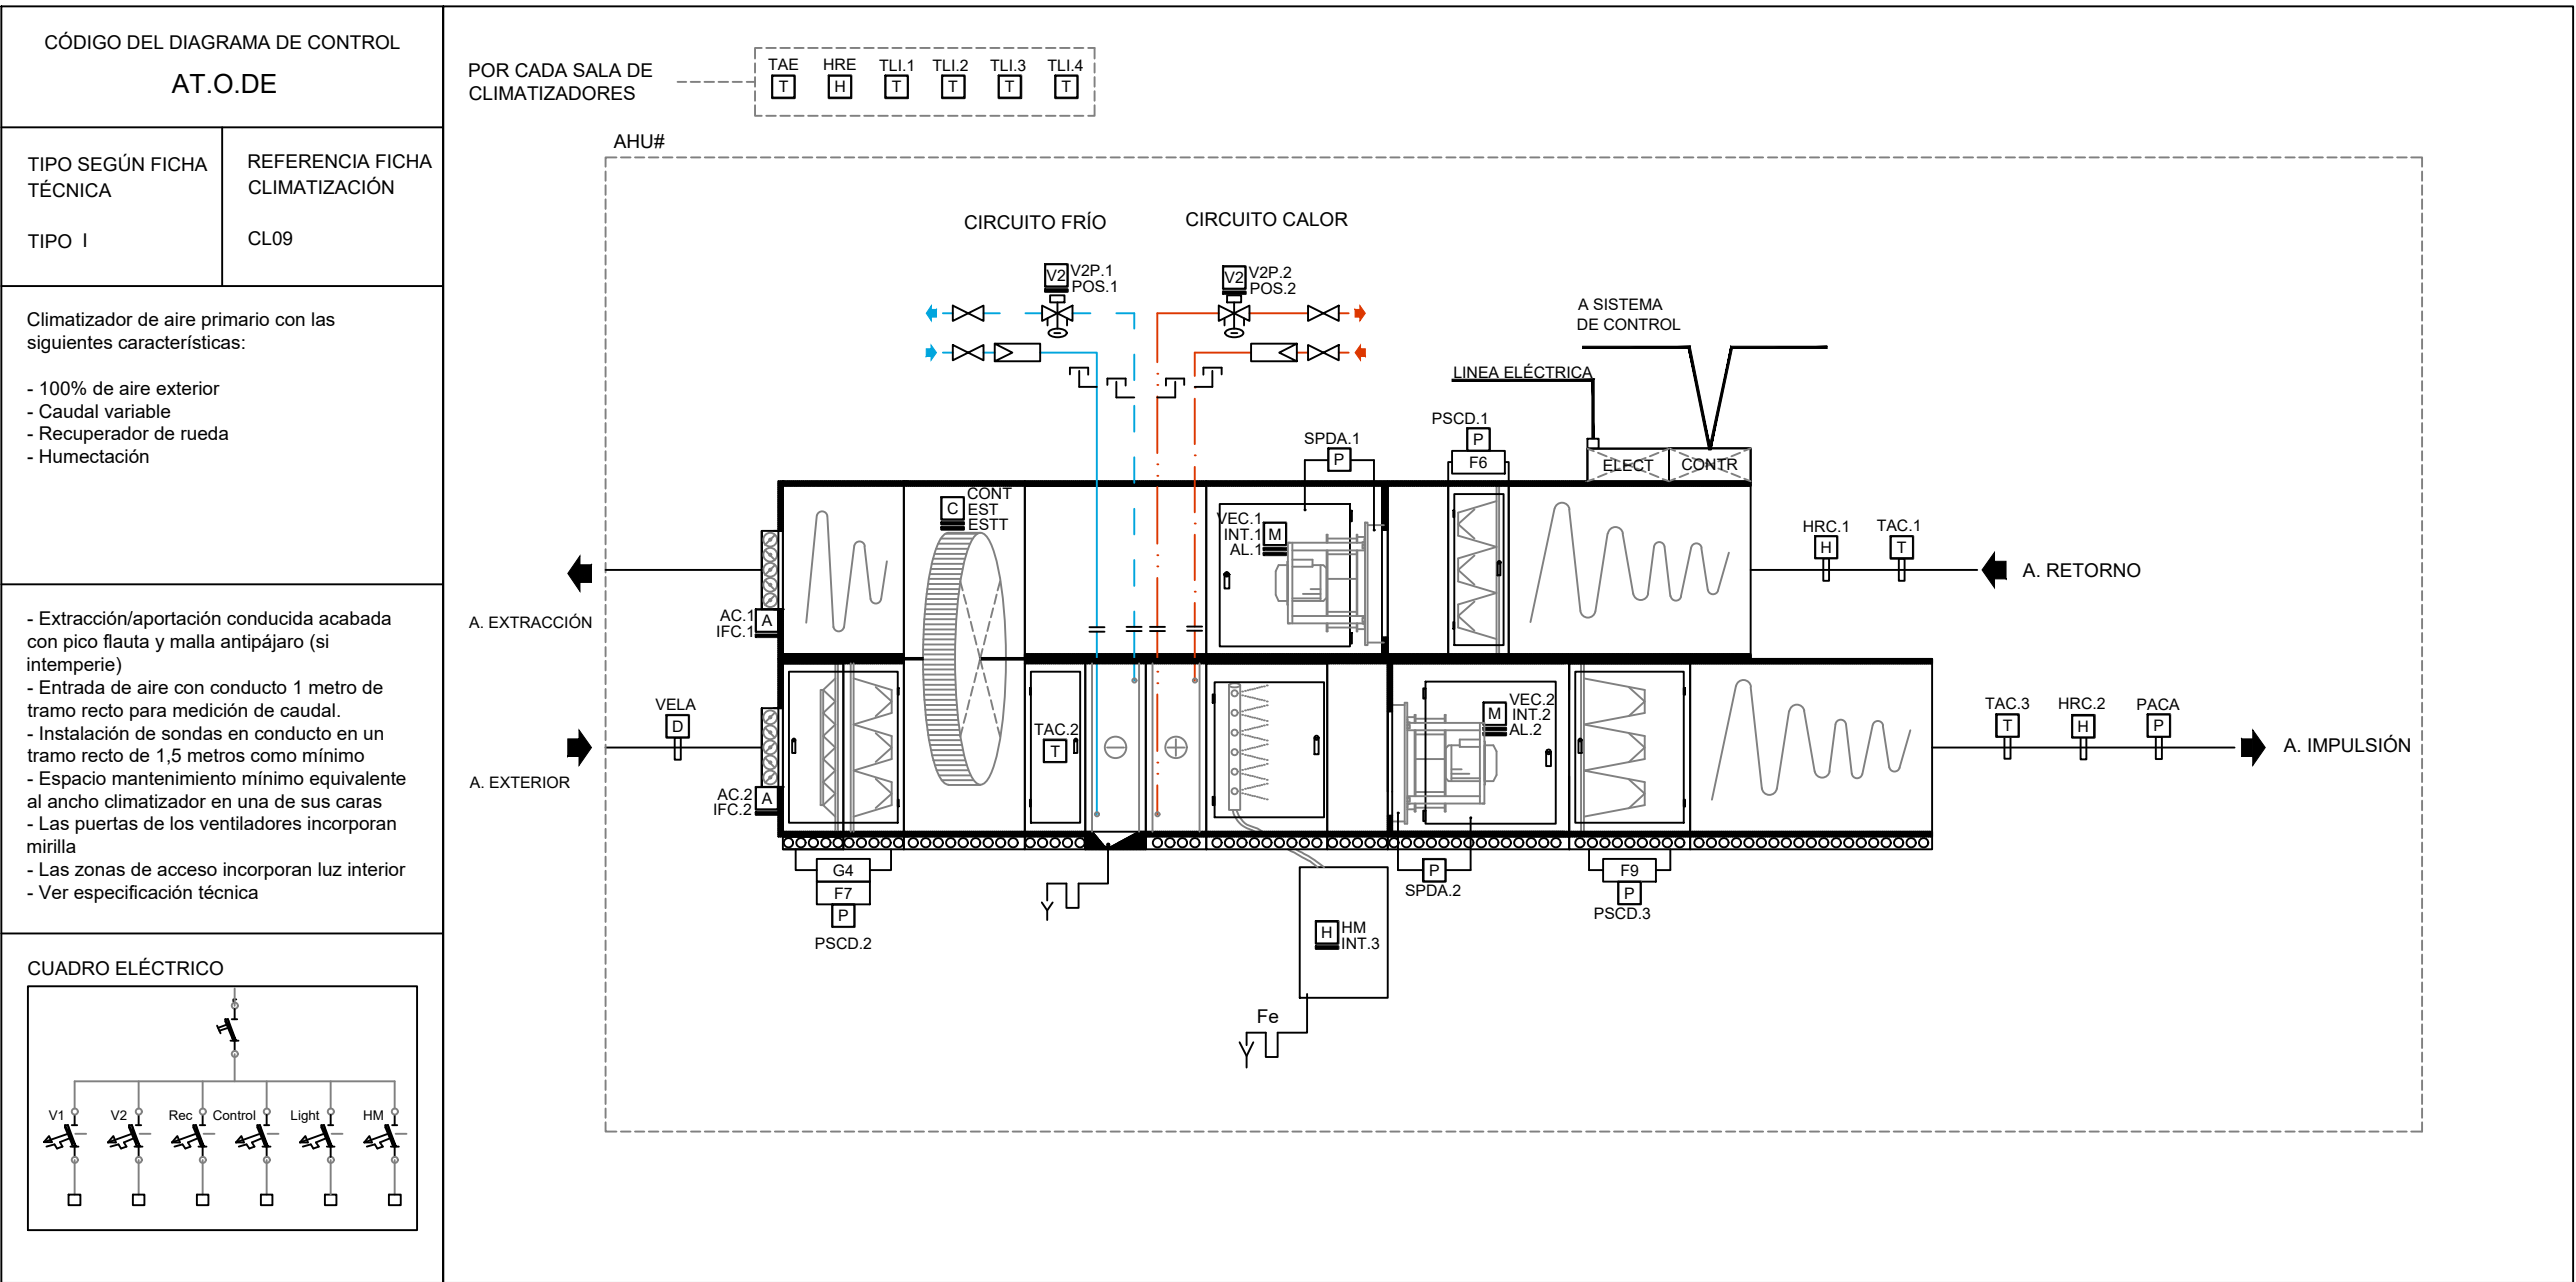 CÓDIGO DEL DIAGRAMA DE CONTROL
AT.O.DE
TIPO SEGÚN FICHA
TÉCNICA
TIPO I
REFERENCIA FICHA
CLIMATIZACIÓN
CL09
Climatizador de aire primario con las
siguientes características:
- 100% de aire exterior
- Caudal variable
- Recuperador de rueda
- Humectación
- Extracción/aportación conducida acabada
con pico flauta y malla antipájaro (si
intemperie)
- Entrada de aire con conducto 1 metro de
tramo recto para medición de caudal.
- Instalación de sondas en conducto en un
tramo recto de 1,5 metros como mínimo
- Espacio mantenimiento mínimo equivalente
al ancho climatizador en una de sus caras
- Las puertas de los ventiladores incorporan
mirilla
- Las zonas de acceso incorporan luz interior
- Ver especificación técnica
CUADRO ELÉCTRICO
V1 V2 Rec Control Light HM
POR CADA SALA DE
CLIMATIZADORES
TAE HRE TLI.1 TLI.2 TLI.3 TLI.4
T H T T T T
AHU#
CIRCUITO FRÍO
CIRCUITO CALOR
V2 V2P.1
POS.1
V2 V2P.2
POS.2
A SISTEMA
DE CONTROL
LINEA ELÉCTRICA
PSCD.1
P
F6
SPDA.1
P
ELECT CONTR
C CONT
EST
ESTT
VEC.1
INT.1
AL.1
M
HRC.1 TAC.1
H T
A. RETORNO
A. EXTRACCIÓN
AC.1
IFC.1
A
VELA
D
A. EXTERIOR
AC.2
IFC.2
A
TAC.2
T
M
VEC.2
INT.2
AL.2
TAC.3 HRC.2 PACA
T H P
A. IMPULSIÓN
G4
F7
P
PSCD.2
P
SPDA.2
F9
P
PSCD.3
H HM
INT.3
Fe